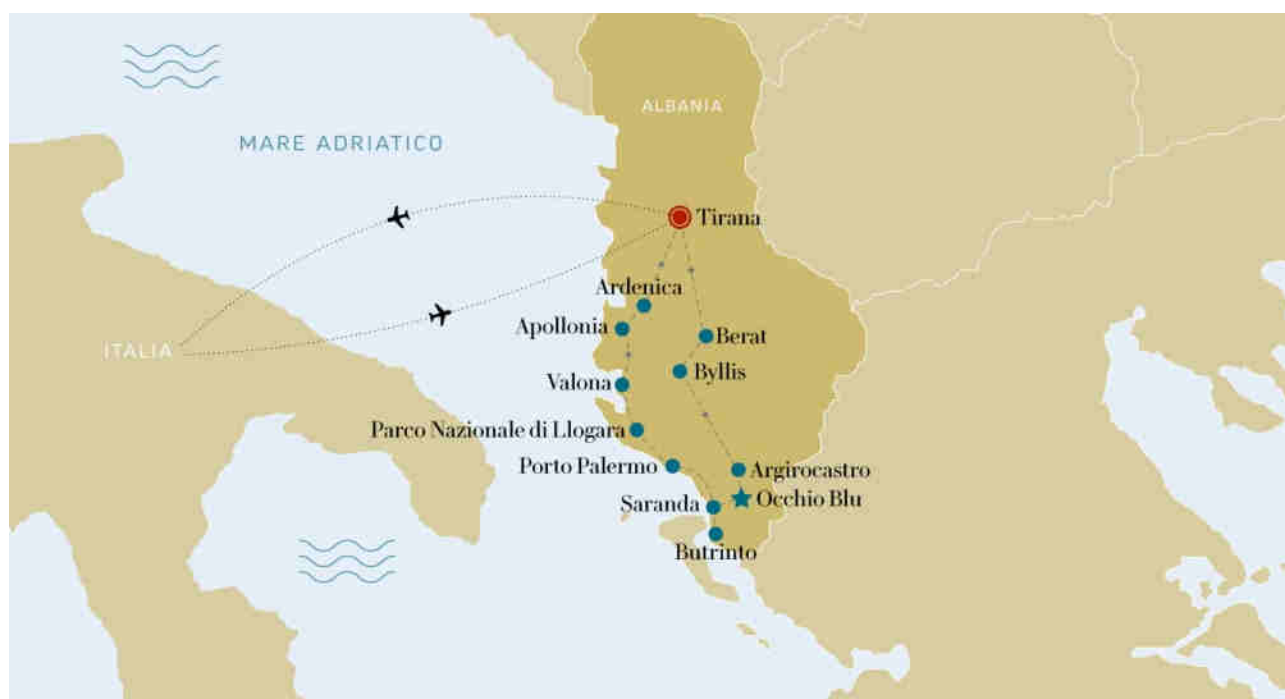 ALBANIA
MARE ADRIATICO
Tirana
Ardenica
Apollonia
Berat
ITALIA
Byllis
Valona
Parco Nazionale di Llogara
Porto Palermo
Argirocastro
Saranda
Occhio Blu
Butrinto